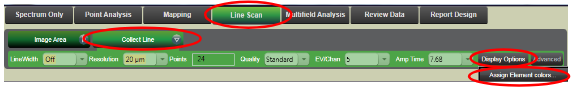 Spectrum Only Point Analysis Mapping Line Scan Multifield Analysis Review Data Report Design
Image Area Collect Line
LineWidth Off Resolution 20 µm Points 24 Quality Standard EV/Chan 5 Amp Time 7.68 Display Options Advanced
Assign Element colors...